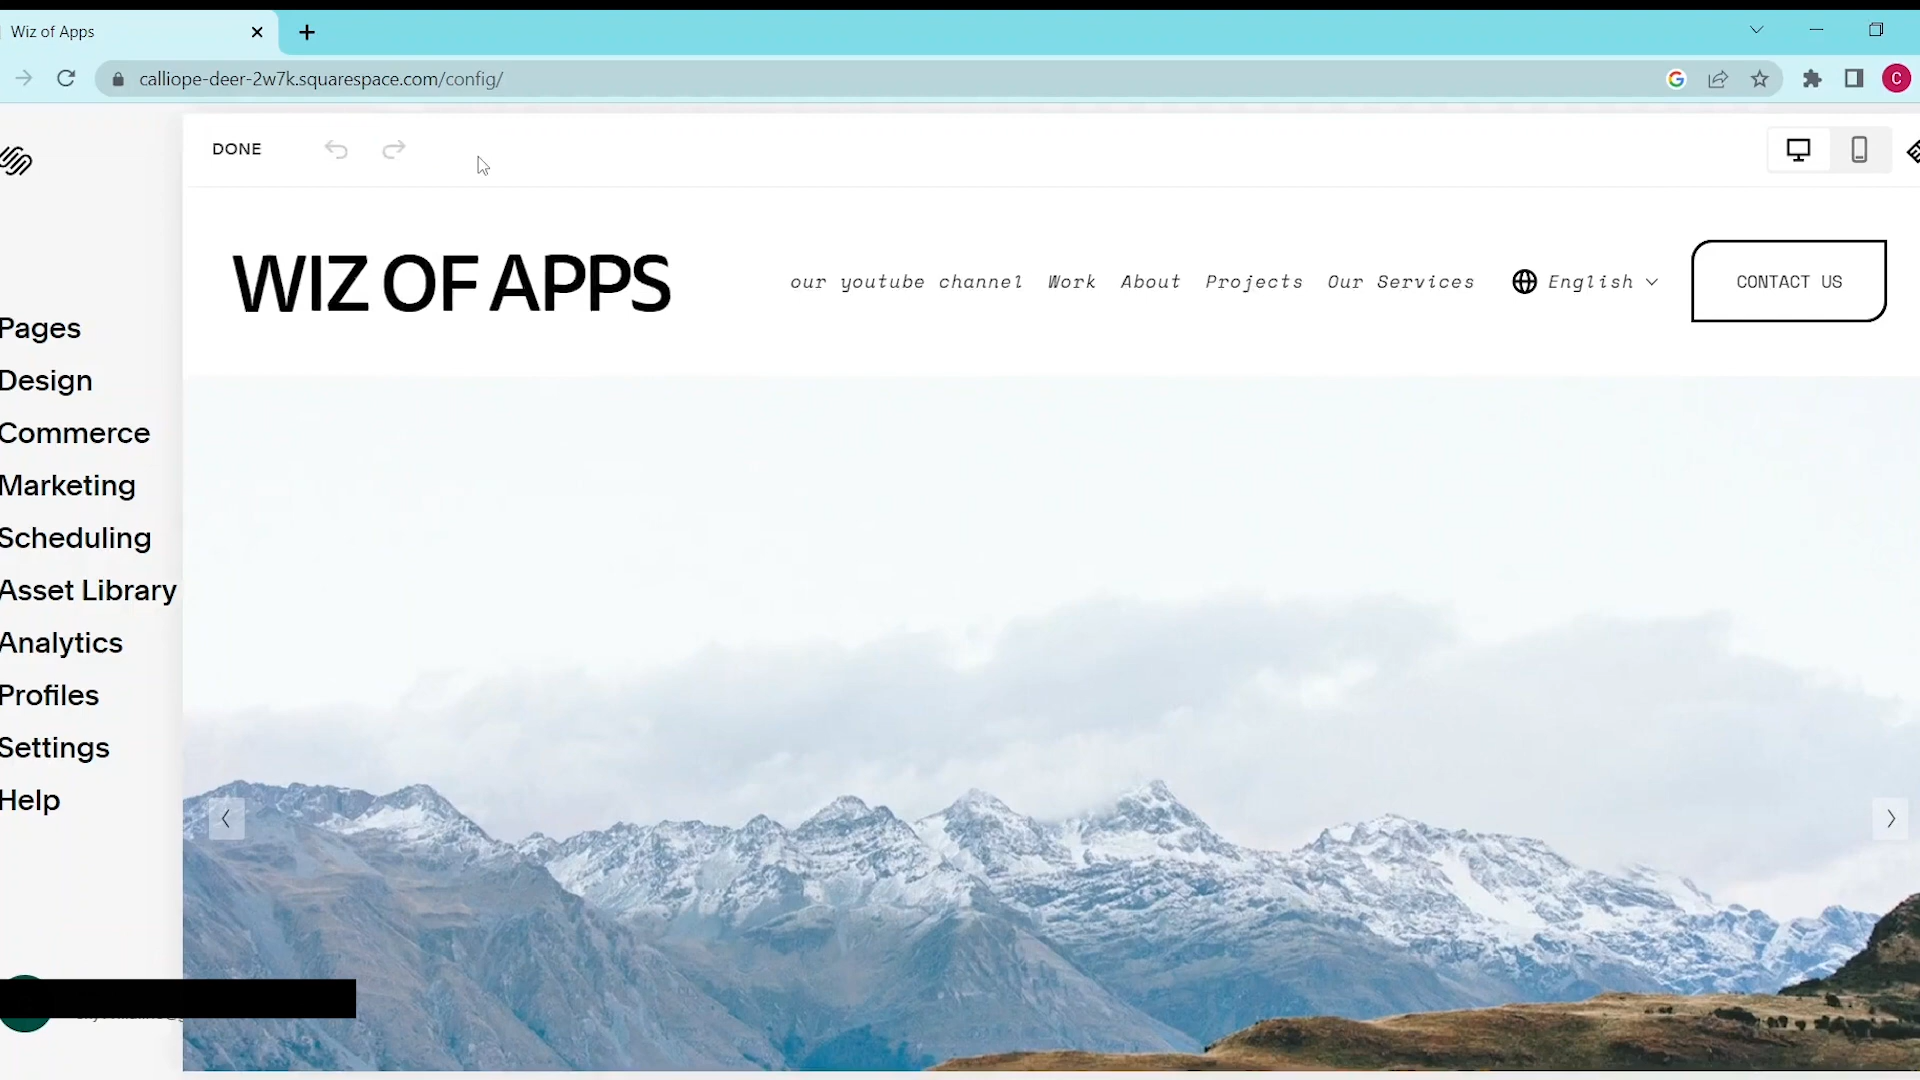 Wiz of Apps
calliope-deer-2w7k.squarespace.com/config/
C
DONE
WIZ OF APPS
our youtube channel Work About Projects Our Services English CONTACT US
Pages
Design
Commerce
Marketing
Scheduling
Asset Library
Analytics
Profiles
Settings
Help